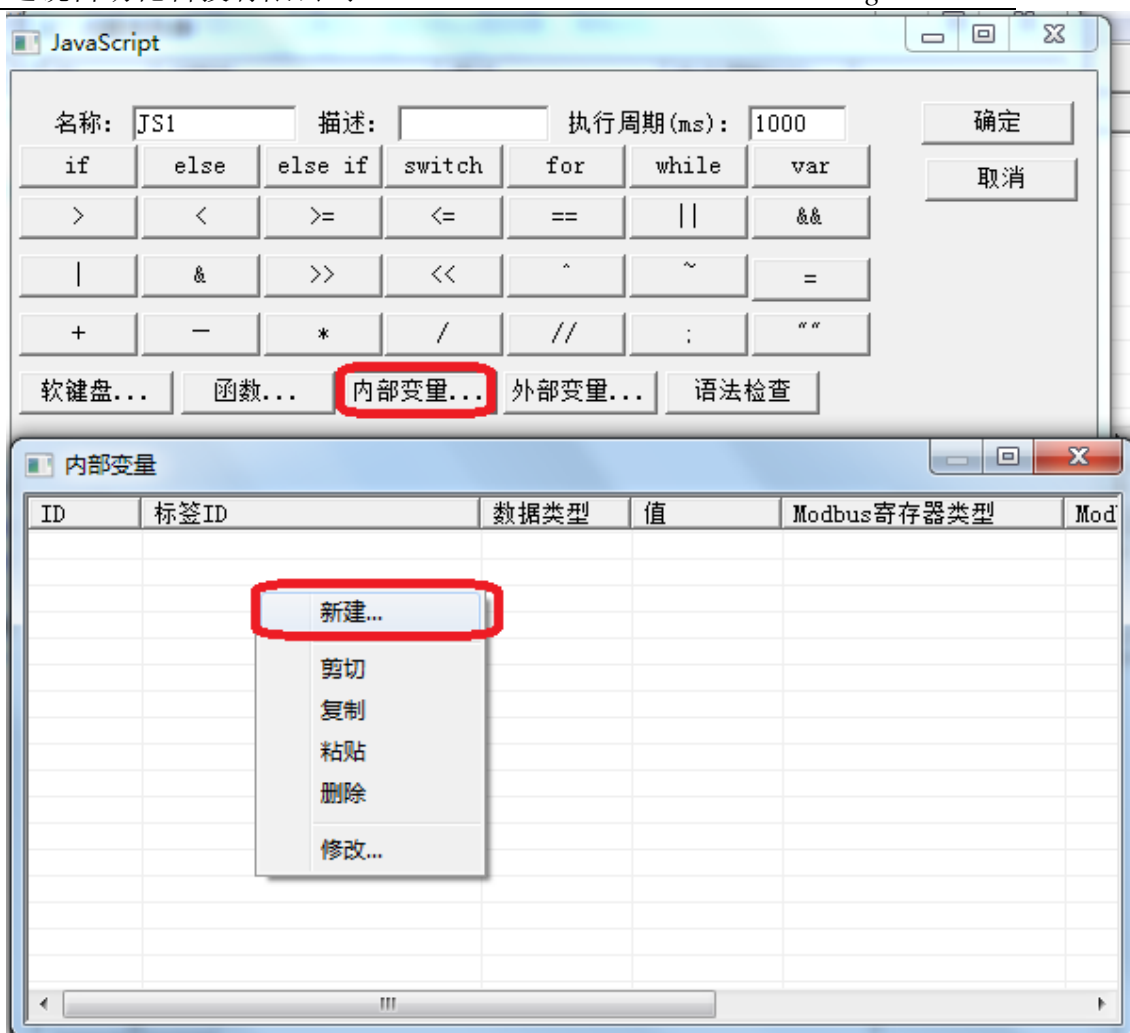 JavaScript
名称: JS1 描述: 执行周期(ms): 1000 确定
if else else if switch for while var
取消
> < >= <= == || &&
| & >> << ^ ~ =
+ — * / // ; ""
软键盘... 函数... 内部变量... 外部变量... 语法检查
内部变量
ID 标签ID 数据类型 值 Modbus寄存器类型 Mod
新建...
剪切
复制
粘贴
删除
修改...